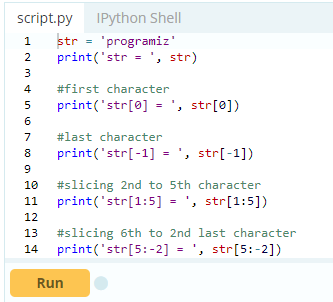 script.py IPython Shell
1 str = 'programiz'
2 print('str = ', str)
3
4 #first character
5 print('str[0] = ', str[0])
6
7 #last character
8 print('str[-1] = ', str[-1])
9
10 #slicing 2nd to 5th character
11 print('str[1:5] = ', str[1:5])
12
13 #slicing 6th to 2nd last character
14 print('str[5:-2] = ', str[5:-2])
Run